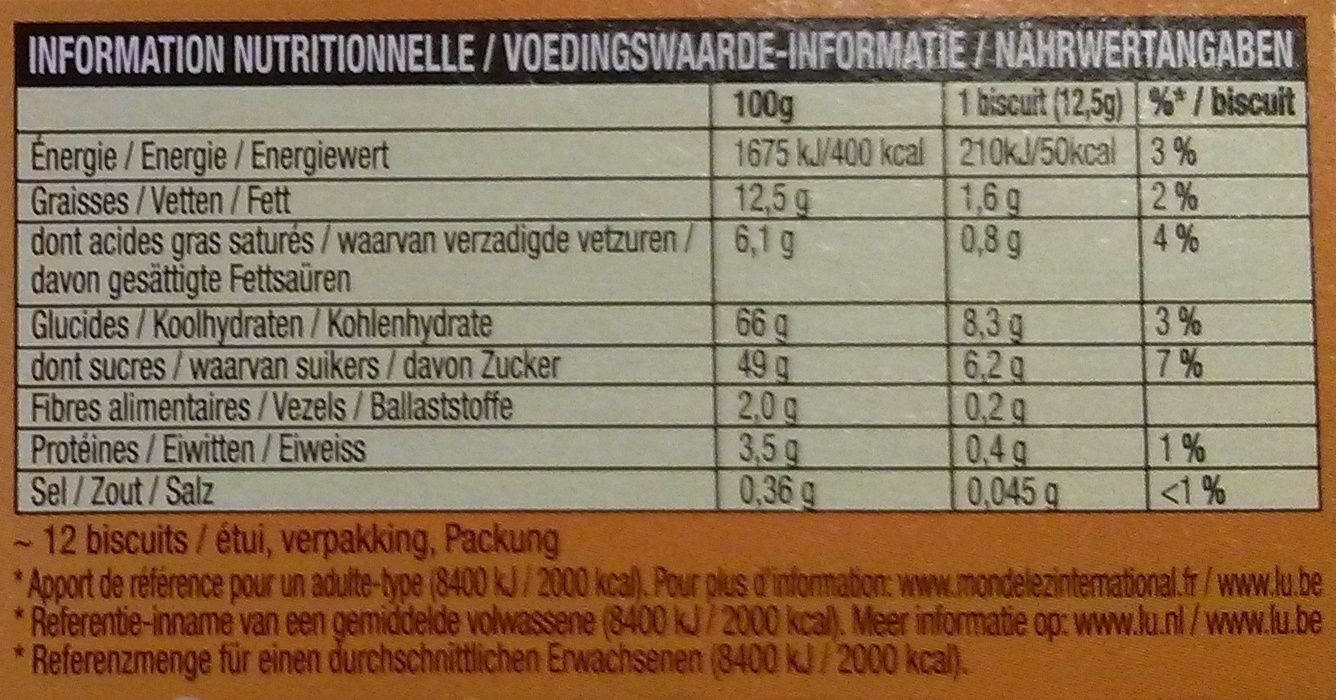 INFORMATION NUTRITIONNELLE / VOEDINGSWAARDE-INFORMATIE / NÄHRWERTANGABEN
100g 1 biscuit (12,5g) %* / biscuit
Énergie / Energie / Energiewert 1675 kJ/400 kcal 210kJ/50kcal 3 %
Graisses / Vetten / Fett 12,5 g 1,6 g 2 %
dont acides gras saturés / waarvan verzadigde vetzuren / 6,1 g 0,8 g 4 %
davon gesättigte Fettsaüren
Glucides / Koolhydraten / Kohlenhydrate 66 g 8,3 g 3 %
dont sucres / waarvan suikers / davon Zucker 49 g 6,2 g 7 %
Fibres alimentaires / Vezels / Ballaststoffe 2,0 g 0,2 g
Protéines / Eiwitten / Eiweiss 3,5 g 0,4 g 1 %
Sel / Zout / Salz 0,36 g 0,045 g <1 %
~ 12 biscuits / étui, verpakking, Packung
* Apport de référence pour un adulte-type (8400 kJ / 2000 kcal). Pour plus d'information: www.mondelezinternational.fr / www.lu.be
* Referentie-inname van een gemiddelde volwassene (8400 kJ / 2000 kcal). Meer informatie op: www.lu.nl / www.lu.be
* Referenzmenge für einen durchschnittlichen Erwachsenen (8400 kJ / 2000 kcal).